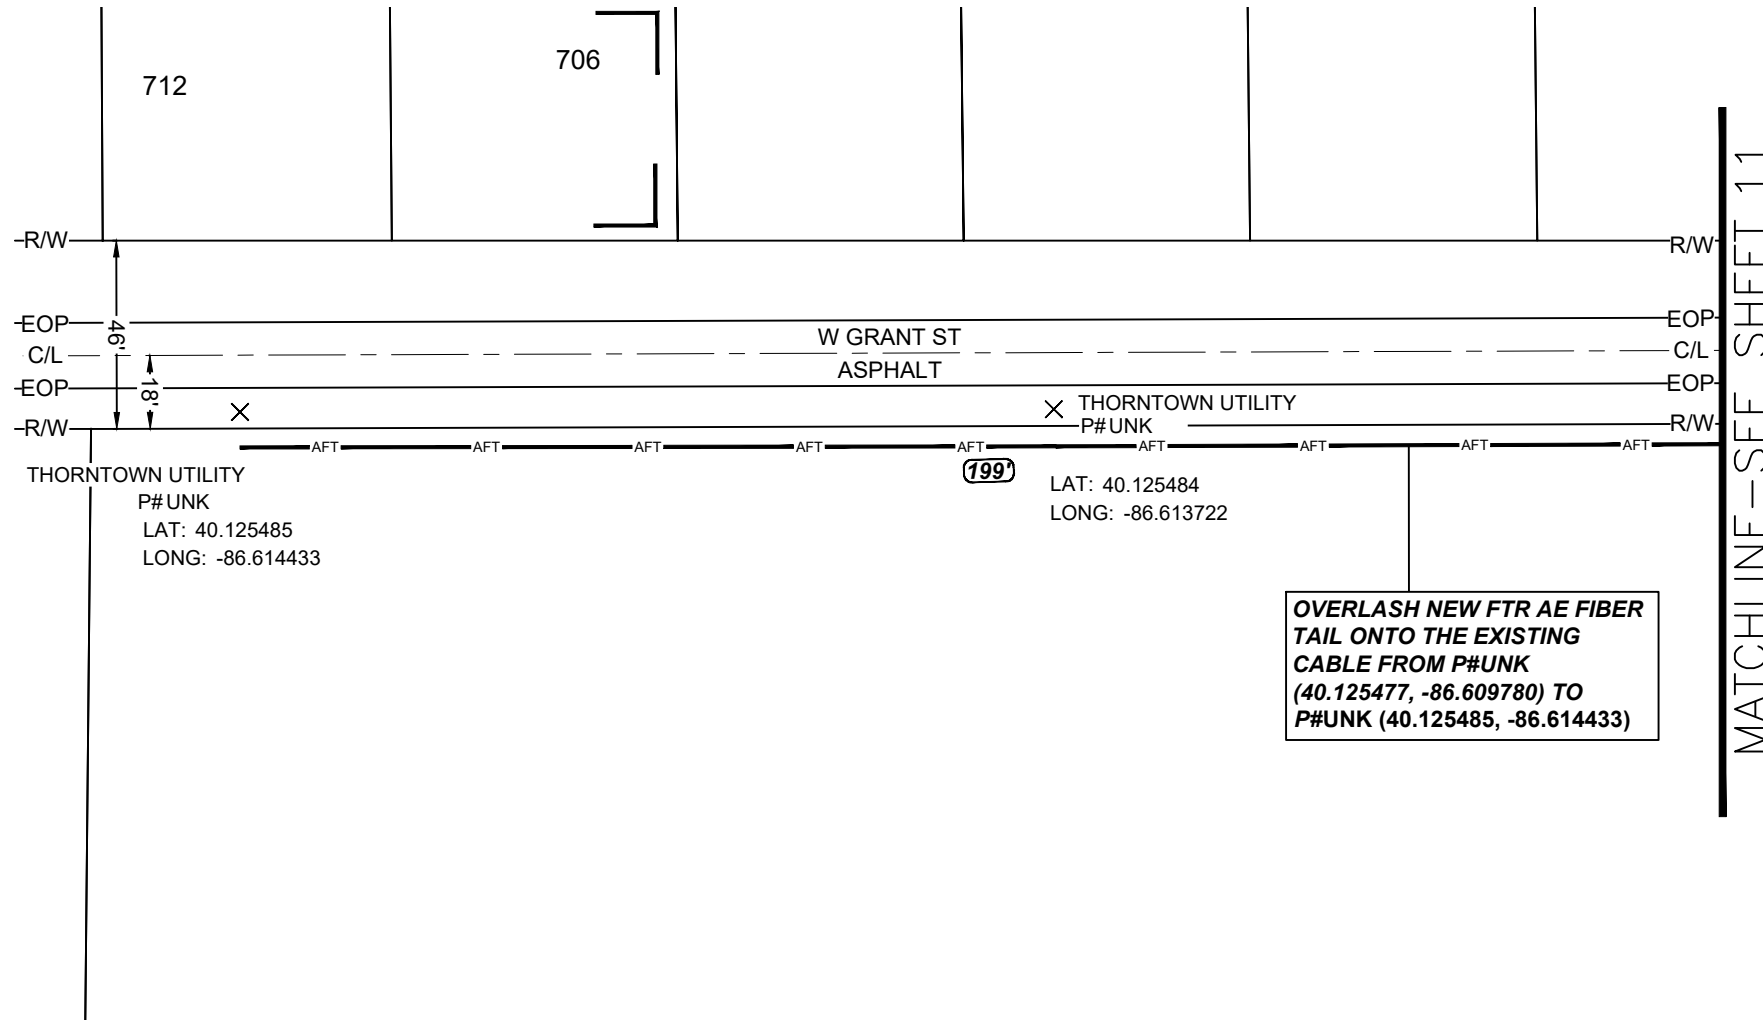 706
712
R/W
R/W
EOP
EOP
46'
W GRANT ST
C/L
C/L
ASPHALT
EOP
EOP
18'
THORNTOWN UTILITY
P#UNK
R/W
R/W
AFT AFT AFT AFT AFT AFT AFT AFT AFT
199'
THORNTOWN UTILITY
P#UNK
LAT: 40.125485
LONG: -86.614433
LAT: 40.125484
LONG: -86.613722
OVERLASH NEW FTR AE FIBER
TAIL ONTO THE EXISTING
CABLE FROM P#UNK
(40.125477, -86.609780) TO
P#UNK (40.125485, -86.614433)
MATCHLINE-SEE SHEET 11